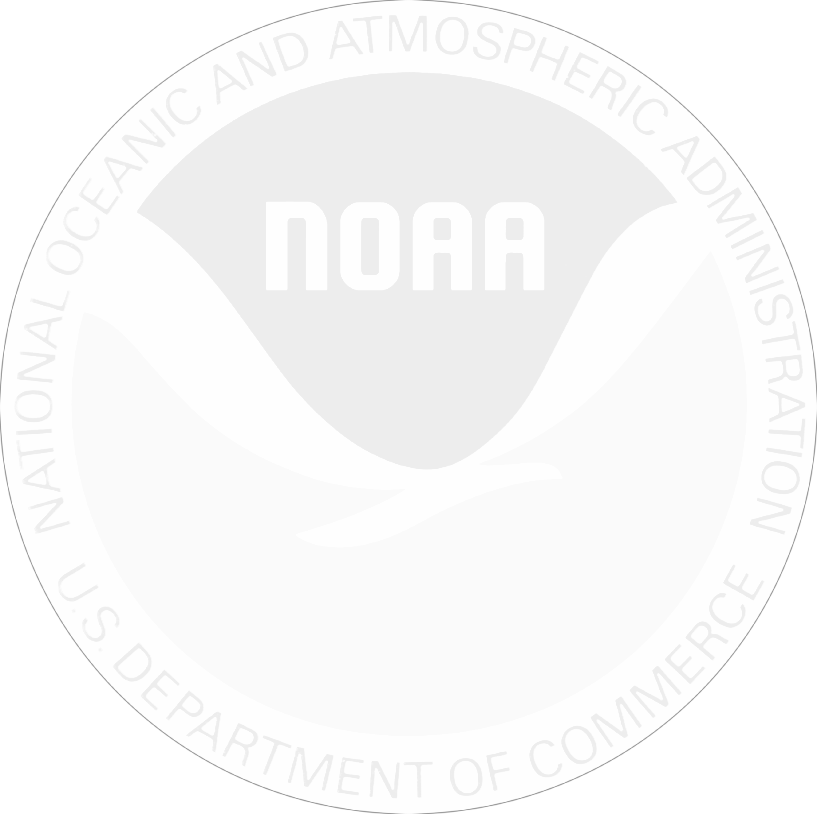 NATIONAL OCEANIC AND ATMOSPHERIC ADMINISTRATION
NOAA
U.S. DEPARTMENT OF COMMERCE